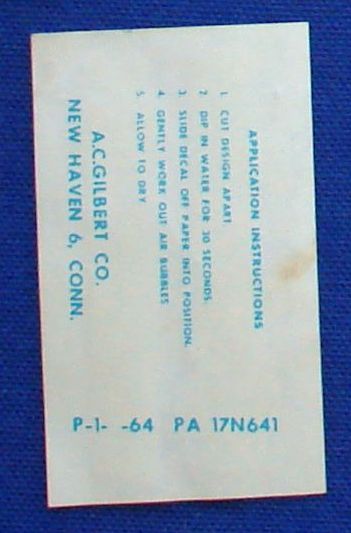 APPLICATION INSTRUCTIONS
1. CUT DESIGN APART.
2. DIP IN WATER FOR 30 SECONDS.
3. SLIDE DECAL OFF PAPER INTO POSITION.
4. GENTLY WORK OUT AIR BUBBLES
5. ALLOW TO DRY
A.C.GILBERT CO.
NEW HAVEN 6, CONN.
P-1- -64 PA 17N641